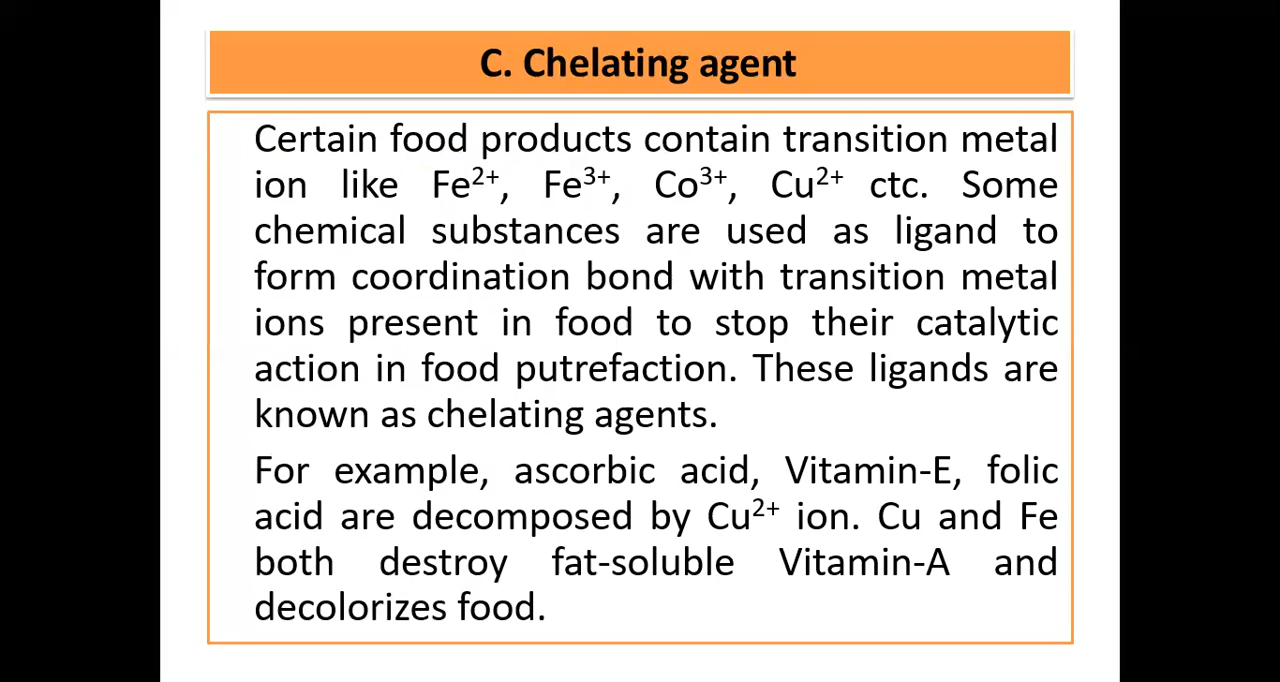 C. Chelating agent
Certain food products contain transition metal
ion like Fe²⁺, Fe³⁺, Co³⁺, Cu²⁺ ctc. Some
chemical substances are used as ligand to
form coordination bond with transition metal
ions present in food to stop their catalytic
action in food putrefaction. These ligands are
known as chelating agents.
For example, ascorbic acid, Vitamin-E, folic
acid are decomposed by Cu²⁺ ion. Cu and Fe
both destroy fat-soluble Vitamin-A and
decolorizes food.